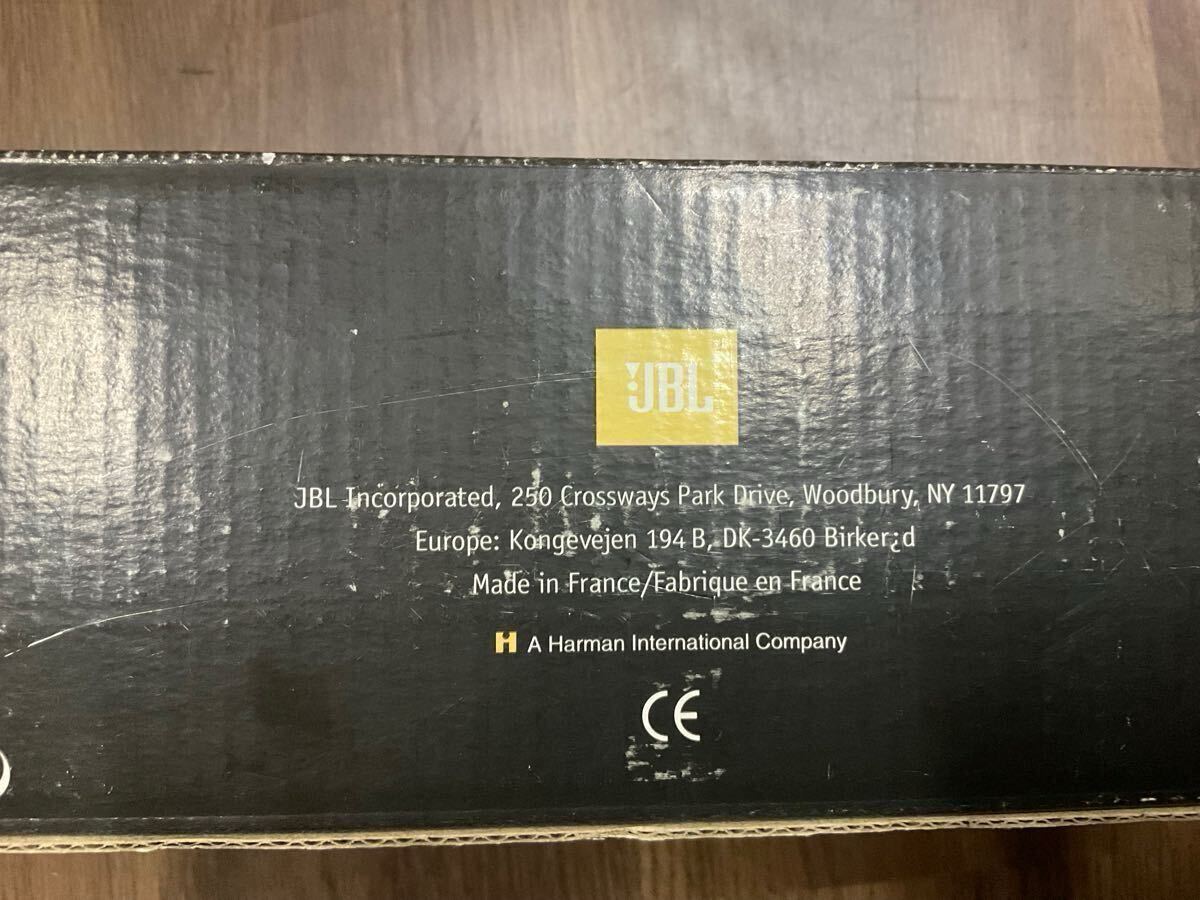 JBL
JBL Incorporated, 250 Crossways Park Drive, Woodbury, NY 11797
Europe: Kongevejen 194 B, DK-3460 Birker¿d
Made in France/Fabrique en France
H A Harman International Company
CE